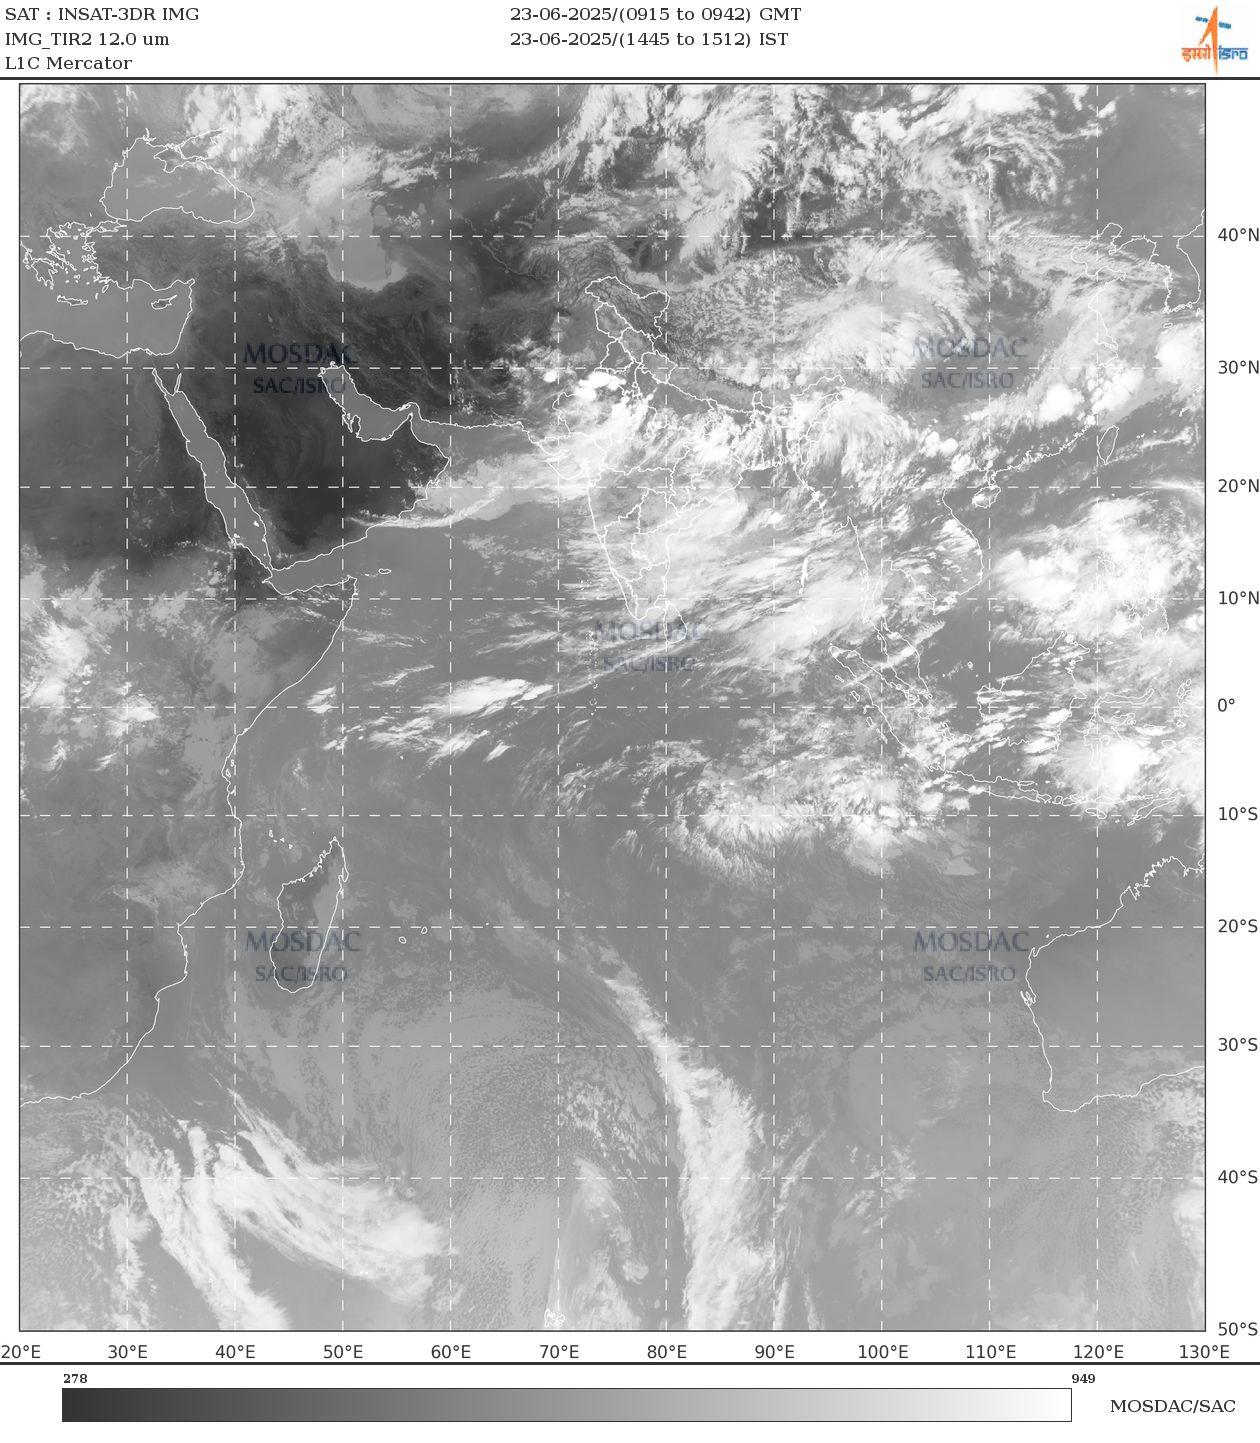 SAT : INSAT-3DR IMG
23-06-2025/(0915 to 0942) GMT
IMG_TIR2 12.0 um
23-06-2025/(1445 to 1512) IST
L1C Mercator
इसरो isro
40°N
MOSDAC
SAC/ISRO
MOSDAC
SAC/ISRO
30°N
20°N
10°N
MOSDAC
SAC/ISRO
0°
10°S
20°S
MOSDAC
SAC/ISRO
MOSDAC
SAC/ISRO
30°S
40°S
50°S
20°E 30°E 40°E 50°E 60°E 70°E 80°E 90°E 100°E 110°E 120°E 130°E
278
949
MOSDAC/SAC